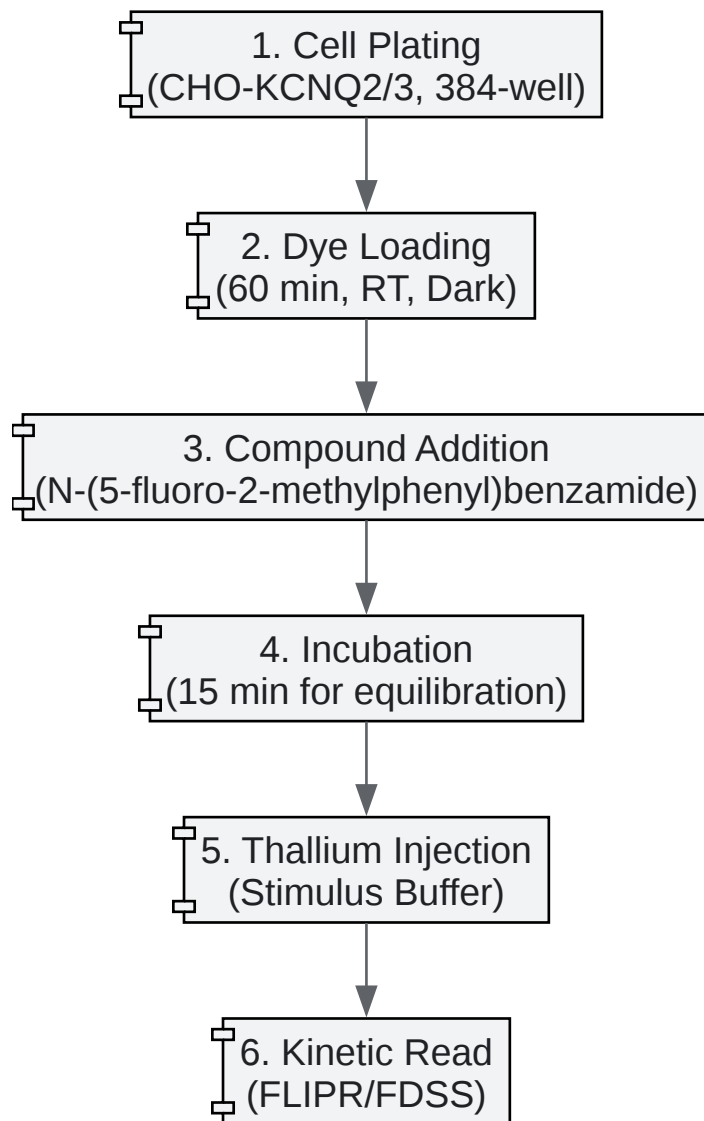 1. Cell Plating
(CHO-KCNQ2/3, 384-well)
2. Dye Loading
(60 min, RT, Dark)
3. Compound Addition
(N-(5-fluoro-2-methylphenyl)benzamide)
4. Incubation
(15 min for equilibration)
5. Thallium Injection
(Stimulus Buffer)
6. Kinetic Read
(FLIPR/FDSS)